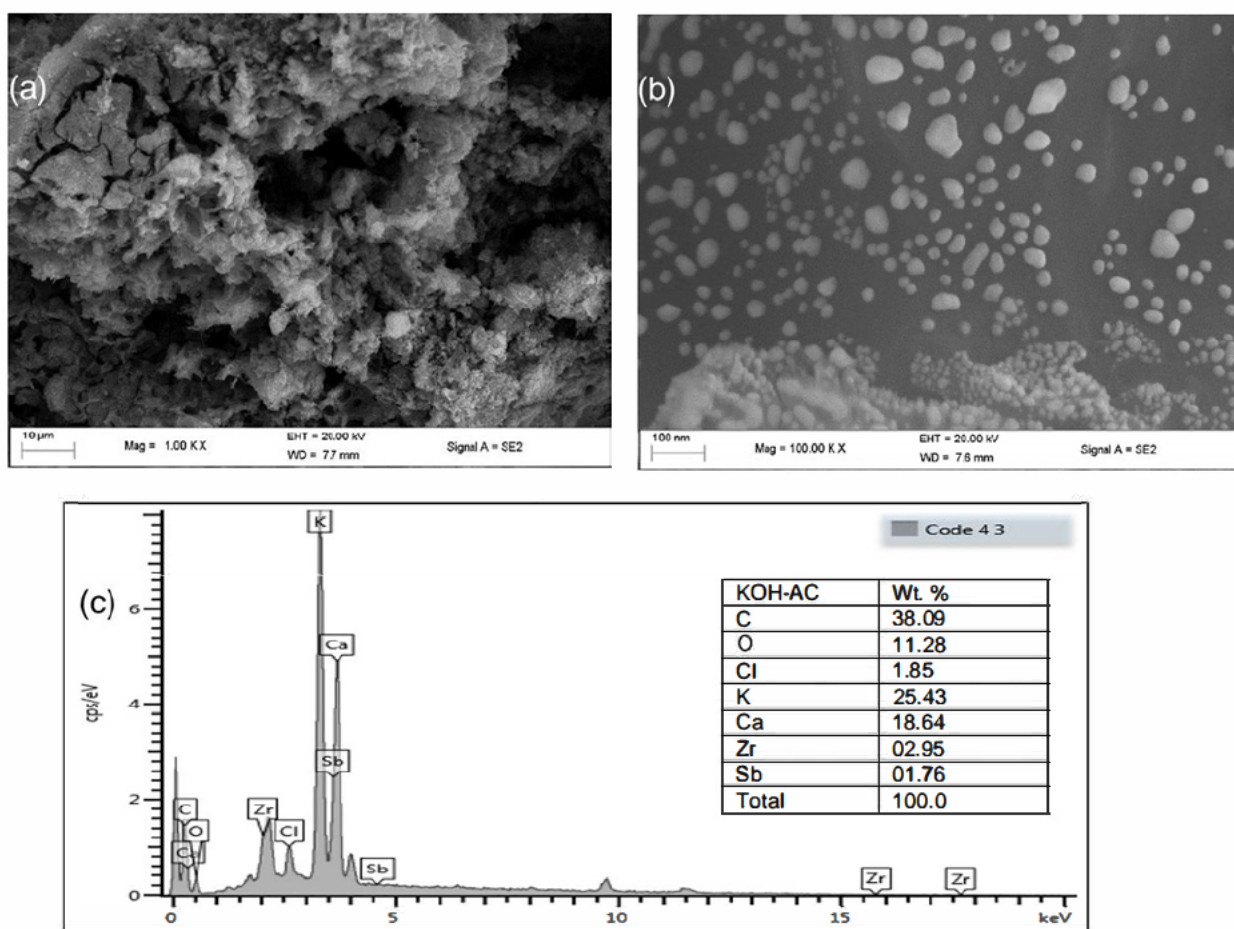 (a)
10 µm
Mag = 1.00 K X
EHT = 20.00 kV
WD = 7.7 mm
Signal A = SE2
(b)
100 nm
Mag = 100.00 K X
EHT = 20.00 kV
WD = 7.6 mm
Signal A = SE2
(c)
cps/eV
6
4
2
0
K
Ca
Sb
C
O
Ca
Zr
Cl
Sb
Zr
Zr
0
5
10
15
keV
Code 4 3
KOH-AC Wt. %
C 38.09
O 11.28
Cl 1.85
K 25.43
Ca 18.64
Zr 02.95
Sb 01.76
Total 100.0